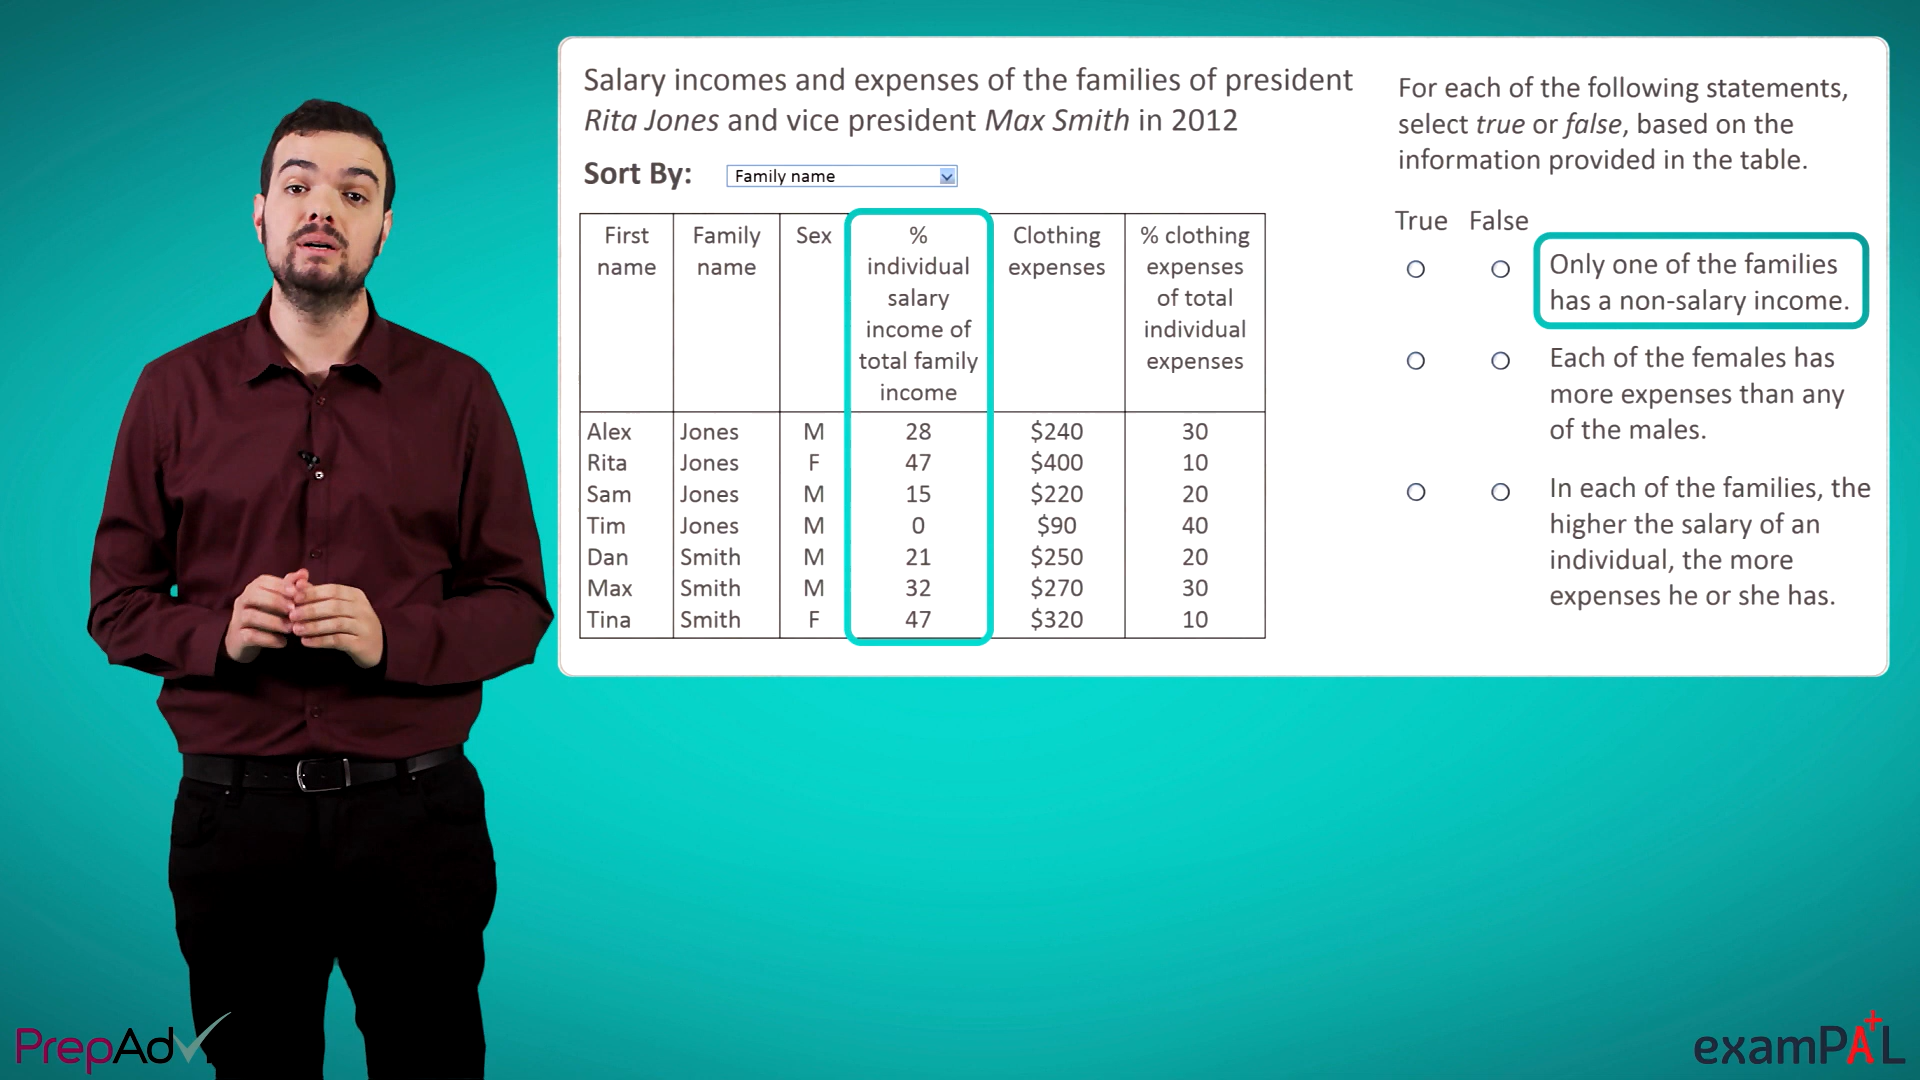 Salary incomes and expenses of the families of president
Rita Jones and vice president Max Smith in 2012
Sort By: Family name
First name Family name Sex % individual salary income of total family income Clothing expenses % clothing expenses of total individual expenses
Alex Jones M 28 $240 30
Rita Jones F 47 $400 10
Sam Jones M 15 $220 20
Tim Jones M 0 $90 40
Dan Smith M 21 $250 20
Max Smith M 32 $270 30
Tina Smith F 47 $320 10
For each of the following statements,
select true or false, based on the
information provided in the table.
True False
Only one of the families
has a non-salary income.
Each of the females has
more expenses than any
of the males.
In each of the families, the
higher the salary of an
individual, the more
expenses he or she has.
PrepAdv
examPAL